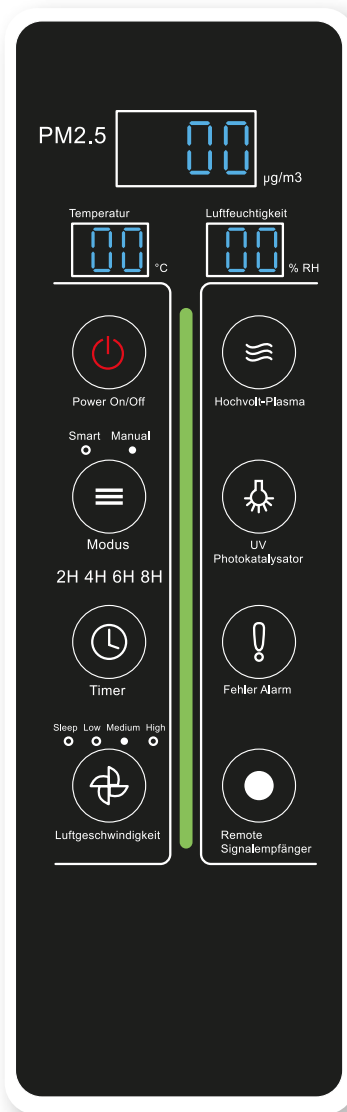 PM2.5
00
µg/m3
Temperatur
00
°C
Luftfeuchtigkeit
00
% RH
Power On/Off
Hochvolt-Plasma
Smart Manual
Modus
UV
Photokatalysator
2H 4H 6H 8H
Timer
Fehler Alarm
Sleep Low Medium High
Luftgeschwindigkeit
Remote
Signalempfänger